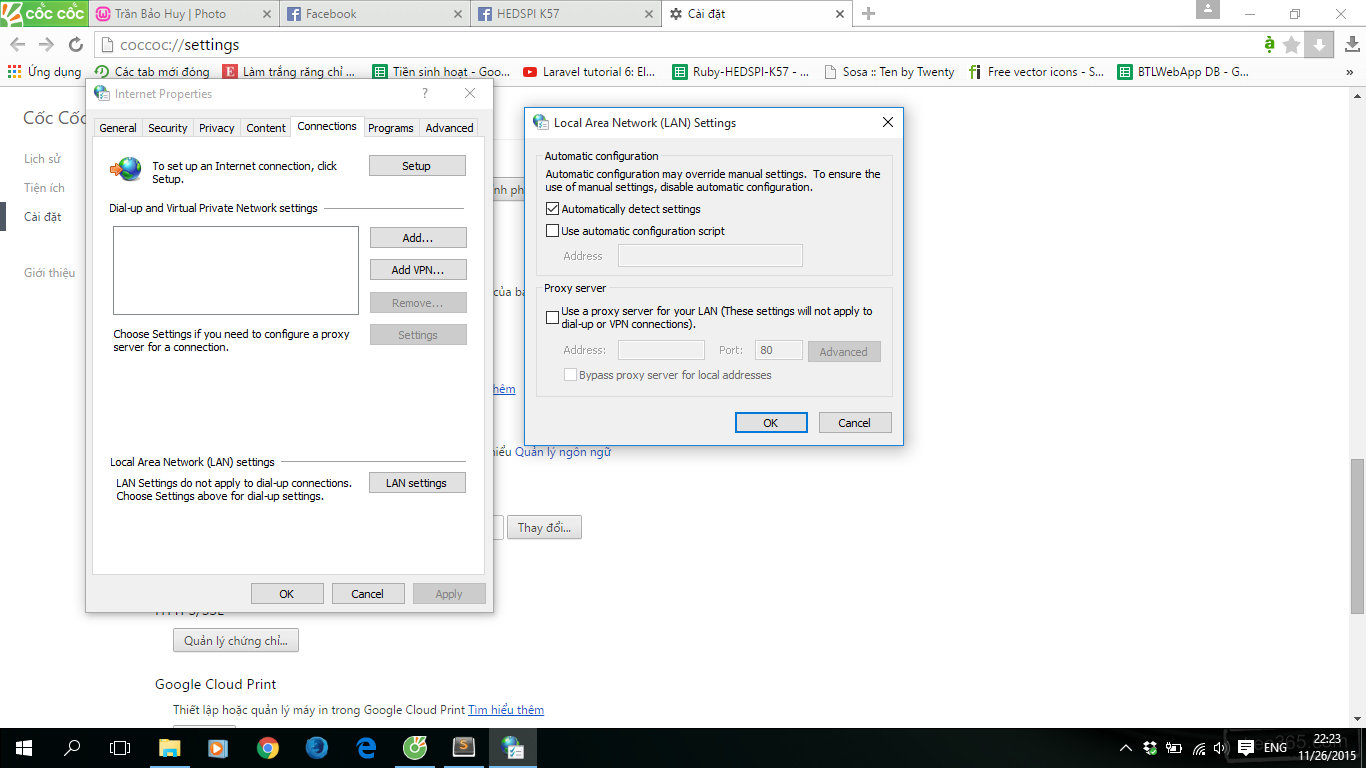 cốc cốc
Trần Bảo Huy | Photo
Facebook
HEDSPI K57
Cài đặt
coccoc://settings
Ứng dụng
Các tab mới đóng
Làm trắng răng chỉ ...
Tiền sinh hoạt - Goo...
Laravel tutorial 6: El...
Ruby-HEDSPI-K57 - ...
Sosa :: Ten by Twenty
Free vector icons - S...
BTLWebApp DB - G...
»
Cốc Cốc
Lịch sử
Tiện ích
Cài đặt
Giới thiệu
Internet Properties
?
General
Security
Privacy
Content
Connections
Programs
Advanced
To set up an Internet connection, click
Setup.
Setup
Dial-up and Virtual Private Network settings
Add...
Add VPN...
Remove...
Settings
Choose Settings if you need to configure a proxy
server for a connection.
Local Area Network (LAN) settings
LAN Settings do not apply to dial-up connections.
Choose Settings above for dial-up settings.
LAN settings
OK
Cancel
Apply
Local Area Network (LAN) Settings
Automatic configuration
Automatic configuration may override manual settings.  To ensure the
use of manual settings, disable automatic configuration.
Automatically detect settings
Use automatic configuration script
Address
Proxy server
Use a proxy server for your LAN (These settings will not apply to
dial-up or VPN connections).
Address:
Port:
80
Advanced
Bypass proxy server for local addresses
OK
Cancel
của
hêm
Quản lý ngôn ngữ
Thay đổi...
HTTPS/SSL
Quản lý chứng chỉ...
Google Cloud Print
Thiết lập hoặc quản lý máy in trong Google Cloud Print Tìm hiểu thêm
ENG
22:23
11/26/2015